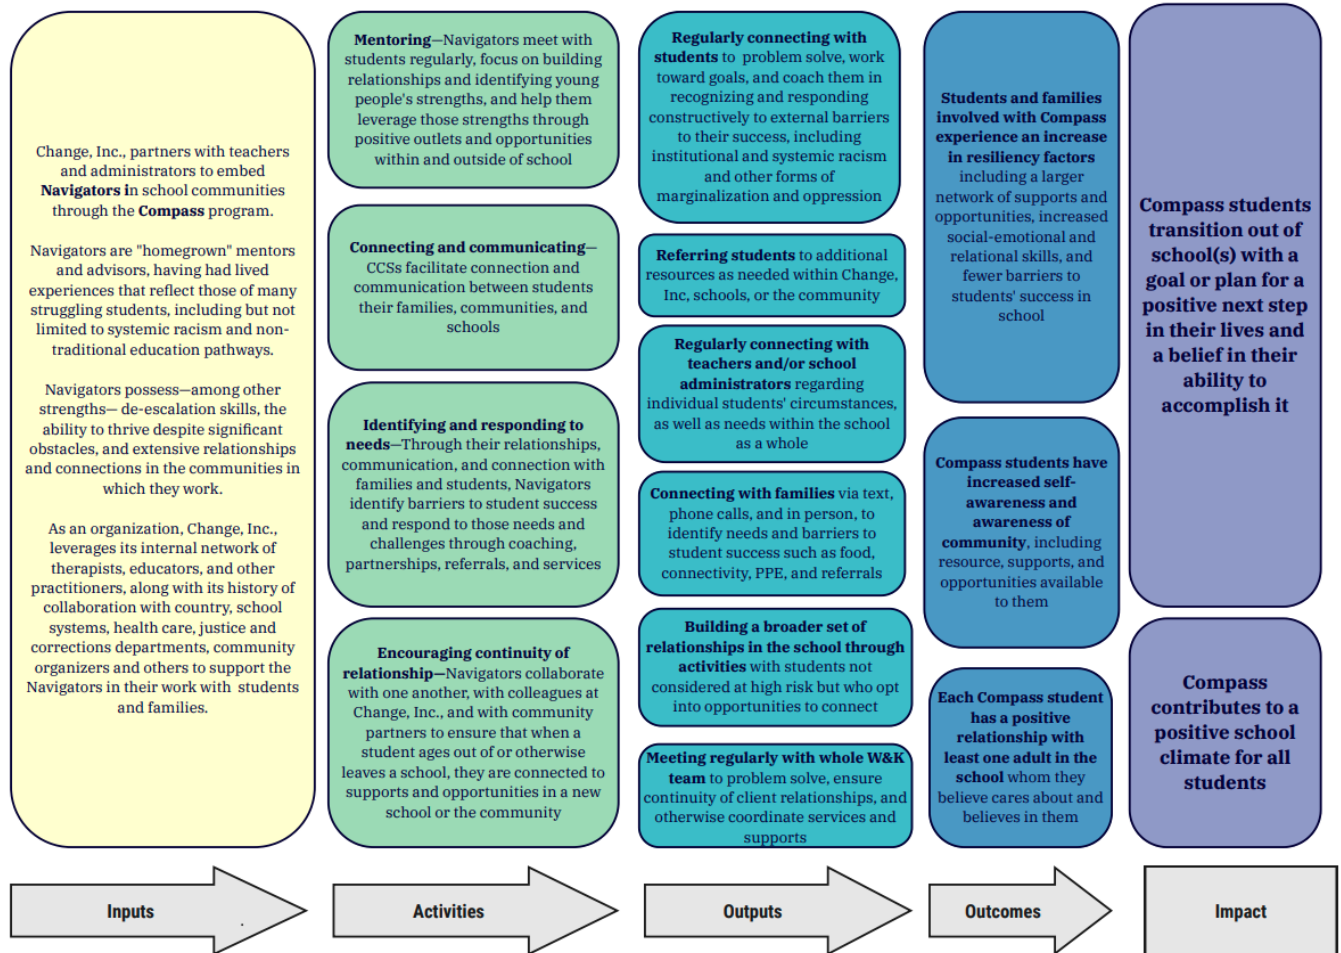 Change, Inc., partners with teachers
and administrators to embed
Navigators in school communities
through the Compass program.
Navigators are "homegrown" mentors
and advisors, having had lived
experiences that reflect those of many
struggling students, including but not
limited to systemic racism and non-
traditional education pathways.
Navigators possess—among other
strengths— de-escalation skills, the
ability to thrive despite significant
obstacles, and extensive relationships
and connections in the communities in
which they work.
As an organization, Change, Inc.,
leverages its internal network of
therapists, educators, and other
practitioners, along with its history of
collaboration with country, school
systems, health care, justice and
corrections departments, community
organizers and others to support the
Navigators in their work with students
and families.
Mentoring—Navigators meet with
students regularly, focus on building
relationships and identifying young
people's strengths, and help them
leverage those strengths through
positive outlets and opportunities
within and outside of school
Connecting and communicating—
CCSs facilitate connection and
communication between students
their families, communities, and
schools
Identifying and responding to
needs—Through their relationships,
communication, and connection with
families and students, Navigators
identify barriers to student success
and respond to those needs and
challenges through coaching,
partnerships, referrals, and services
Encouraging continuity of
relationship—Navigators collaborate
with one another, with colleagues at
Change, Inc., and with community
partners to ensure that when a
student ages out of or otherwise
leaves a school, they are connected to
supports and opportunities in a new
school or the community
Regularly connecting with
students to problem solve, work
toward goals, and coach them in
recognizing and responding
constructively to external barriers
to their success, including
institutional and systemic racism
and other forms of
marginalization and oppression
Referring students to additional
resources as needed within Change,
Inc, schools, or the community
Regularly connecting with
teachers and/or school
administrators regarding
individual students' circumstances,
as well as needs within the school
as a whole
Connecting with families via text,
phone calls, and in person, to
identify needs and barriers to
student success such as food,
connectivity, PPE, and referrals
Building a broader set of
relationships in the school through
activities with students not
considered at high risk but who opt
into opportunities to connect
Meeting regularly with whole W&K
team to problem solve, ensure
continuity of client relationships, and
otherwise coordinate services and
supports
Students and families
involved with Compass
experience an increase
in resiliency factors
including a larger
network of supports and
opportunities, increased
social-emotional and
relational skills, and
fewer barriers to
students' success in
school
Compass students have
increased self-
awareness and
awareness of
community, including
resource, supports, and
opportunities available
to them
Each Compass student
has a positive
relationship with
least one adult in the
school whom they
believe cares about and
believes in them
Compass students
transition out of
school(s) with a
goal or plan for a
positive next step
in their lives and
a belief in their
ability to
accomplish it
Compass
contributes to a
positive school
climate for all
students
Inputs
Activities
Outputs
Outcomes
Impact